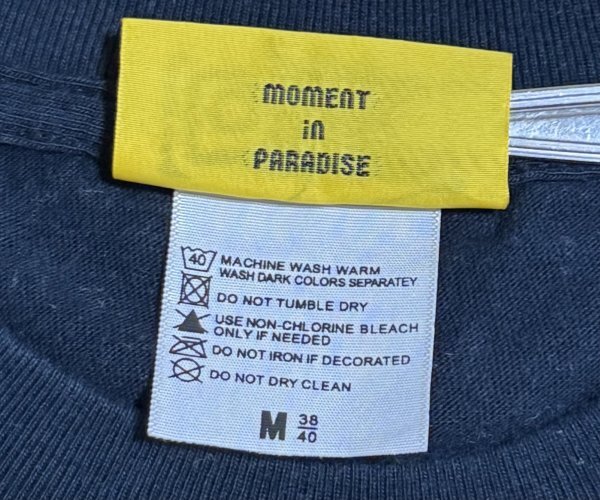 MOMENT
in
PARADISE
40 MACHINE WASH WARM
WASH DARK COLORS SEPARATEY
DO NOT TUMBLE DRY
USE NON-CHLORINE BLEACH
ONLY IF NEEDED
DO NOT IRON IF DECORATED
DO NOT DRY CLEAN
M 38
40